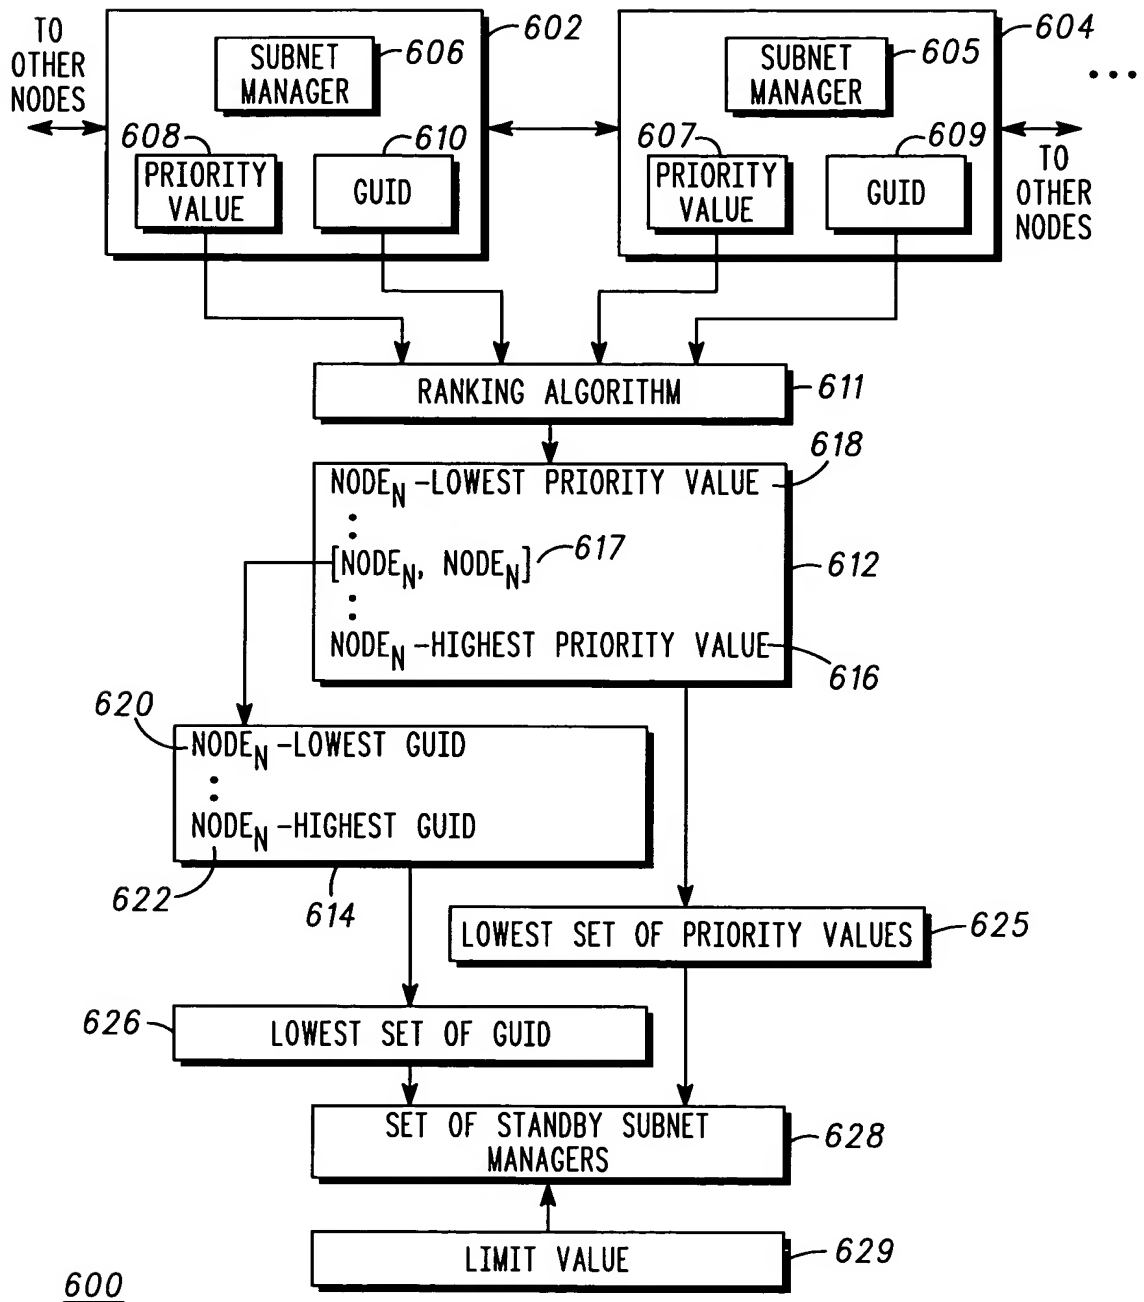 TO
OTHER
NODES
602
SUBNET
MANAGER
606
608
PRIORITY
VALUE
610
GUID
604
SUBNET
MANAGER
605
607
PRIORITY
VALUE
609
GUID
...
TO
OTHER
NODES
RANKING ALGORITHM
611
NODEN-LOWEST PRIORITY VALUE
618
[NODEN, NODEN]
617
612
NODEN-HIGHEST PRIORITY VALUE
616
620
NODEN-LOWEST GUID
NODEN-HIGHEST GUID
622
614
LOWEST SET OF PRIORITY VALUES
625
626
LOWEST SET OF GUID
SET OF STANDBY SUBNET
MANAGERS
628
LIMIT VALUE
629
600